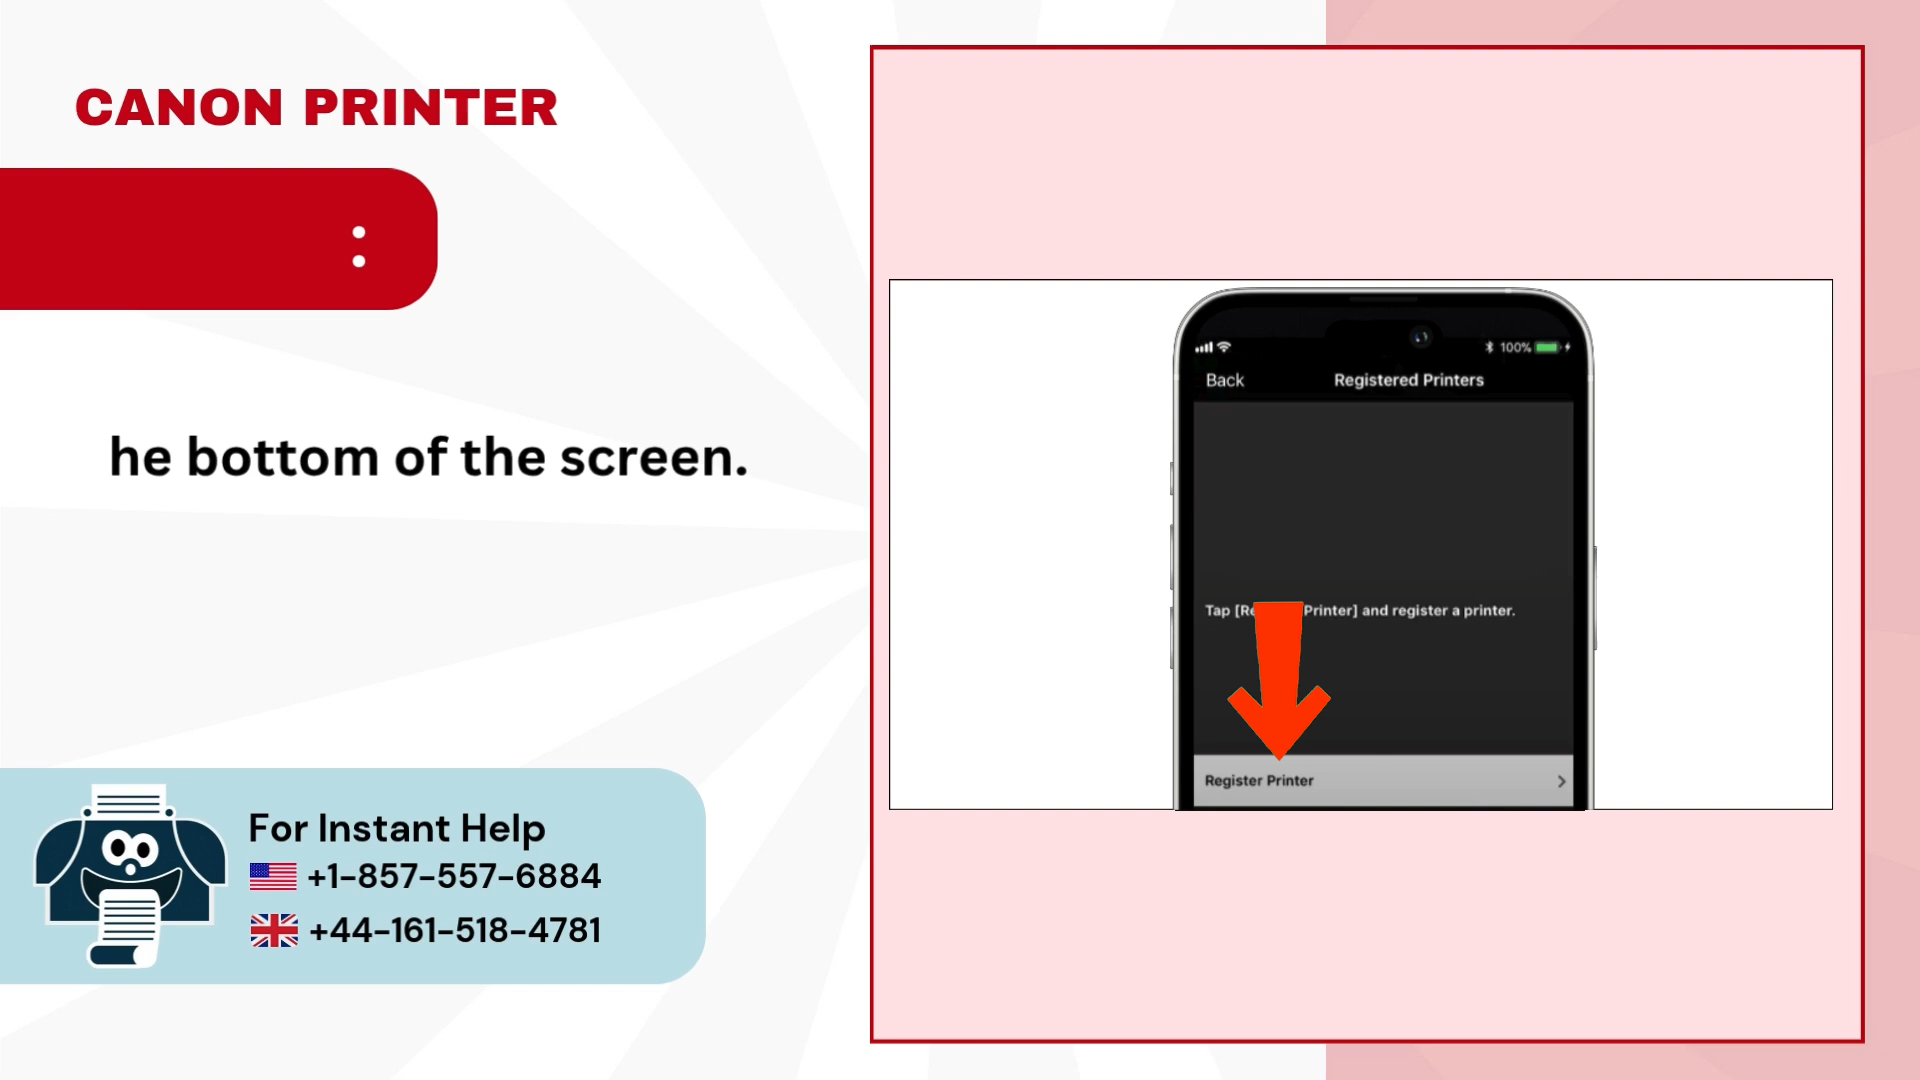 CANON PRINTER
:
he bottom of the screen.
For Instant Help
+1-857-557-6884
+44-161-518-4781
100%
Back
Registered Printers
Tap [Re Printer] and register a printer.
Register Printer